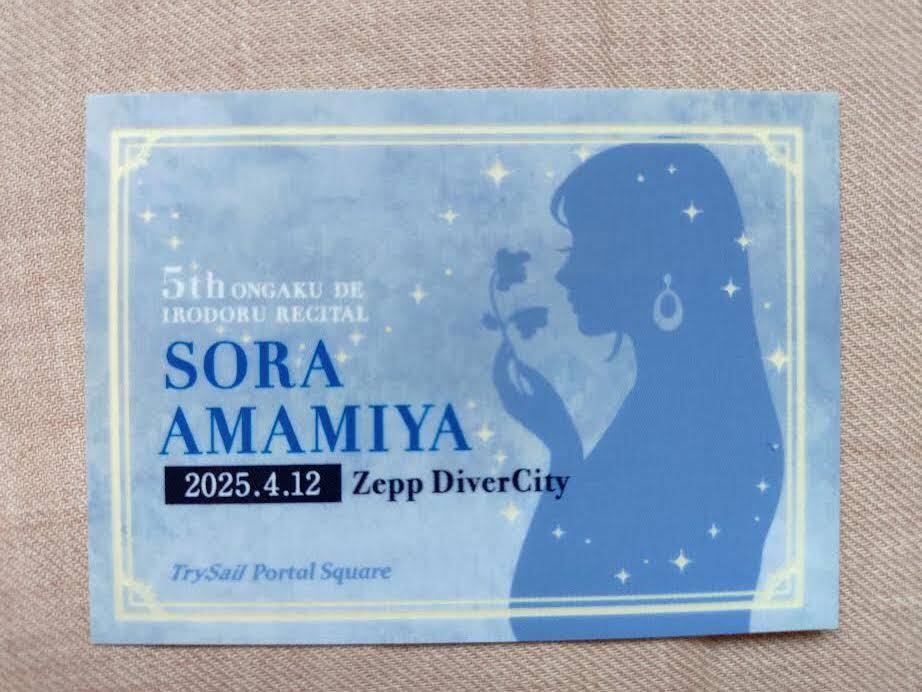 5th ONGAKU DE
IRODORU RECITAL
SORA
AMAMIYA
2025.4.12 Zepp DiverCity
TrySail Portal Square